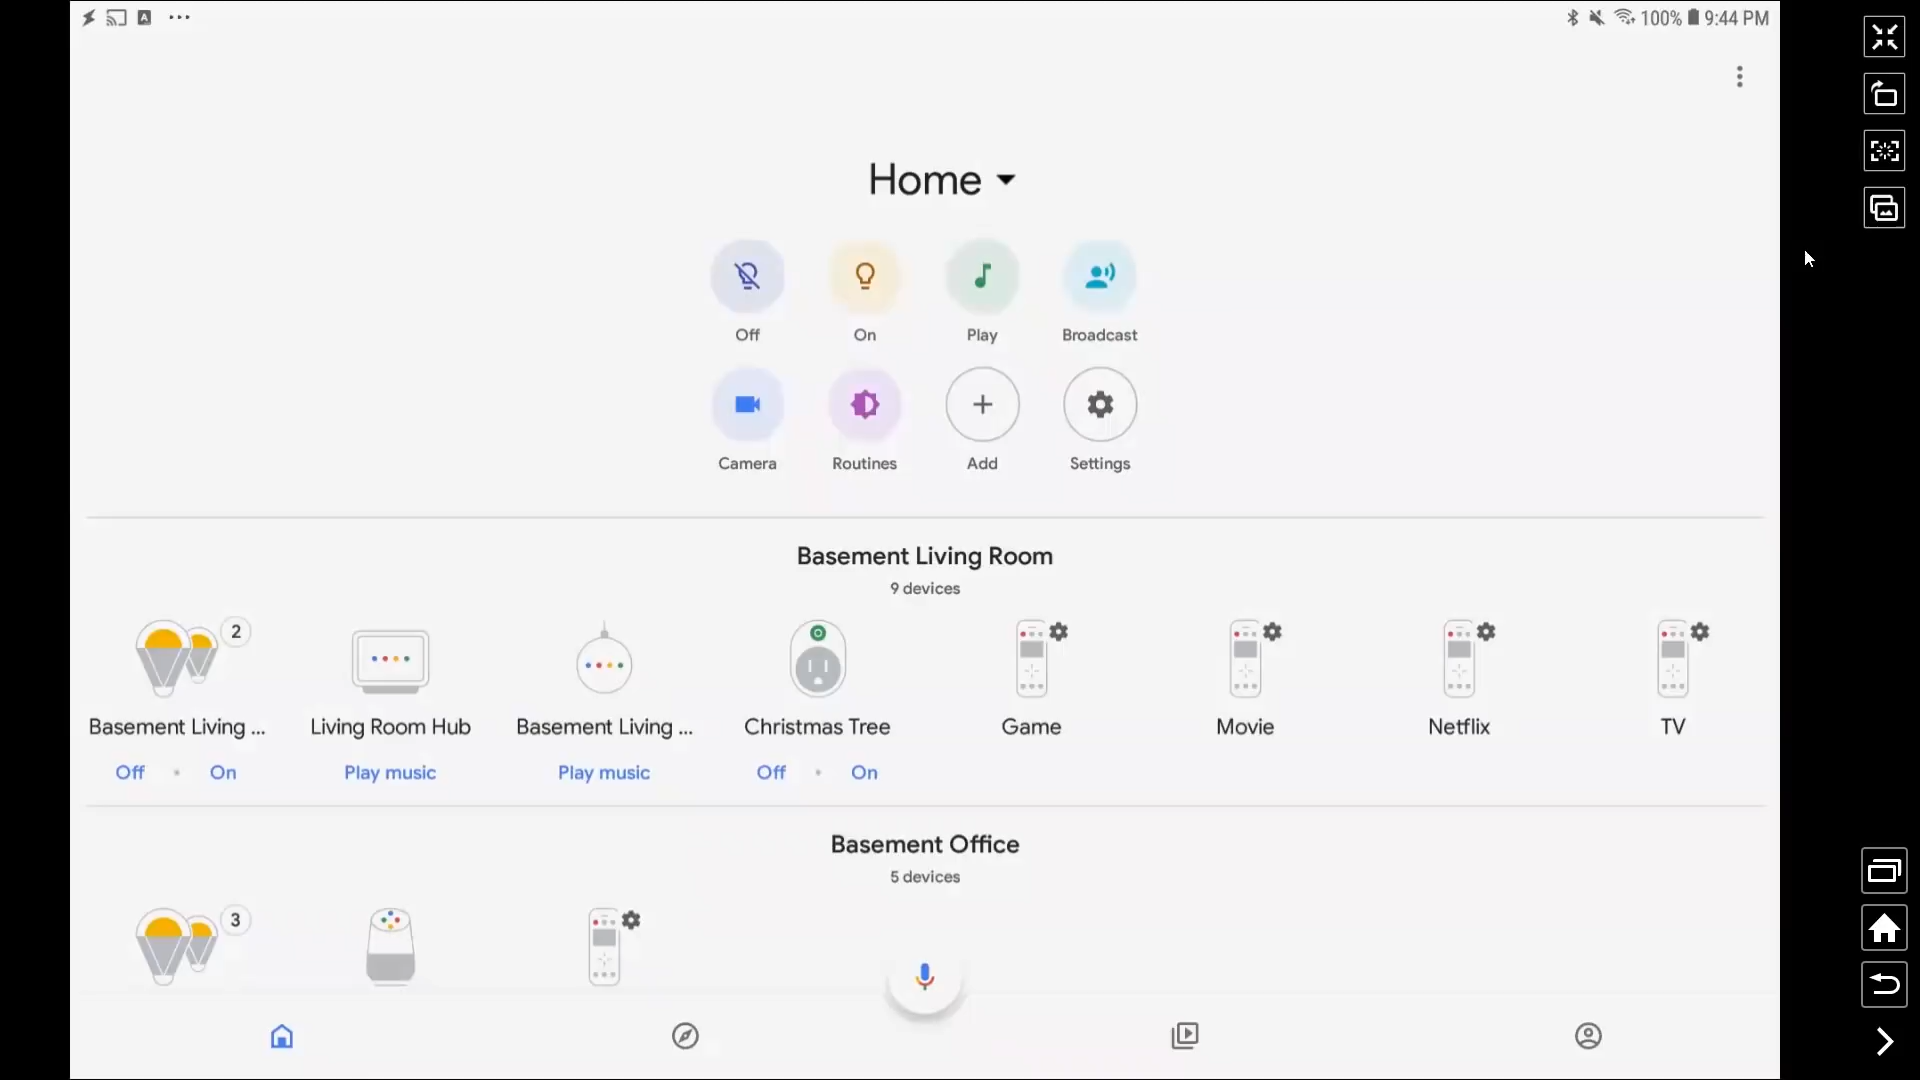 A
100% 9:44 PM
Home
Off On Play Broadcast
Camera Routines Add Settings
Basement Living Room
9 devices
2
Basement Living ... Living Room Hub Basement Living ... Christmas Tree Game Movie Netflix TV
Off • On Play music Play music Off • On
Basement Office
5 devices
3